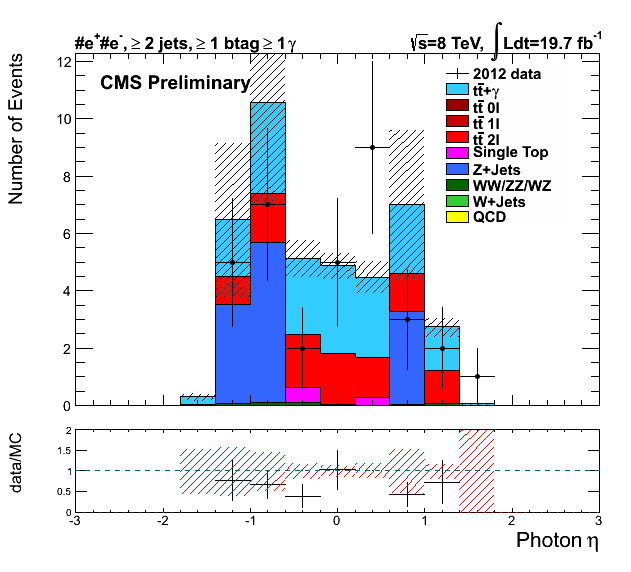 #e⁺#e⁻, ≥ 2 jets, ≥ 1 btag ≥ 1 γ
√s=8 TeV, ∫ Ldt=19.7 fb⁻¹
CMS Preliminary
2012 data
tt̄+γ
tt̄ 0l
tt̄ 1l
tt̄ 2l
Single Top
Z+Jets
WW/ZZ/WZ
W+Jets
QCD
Number of Events
12
10
8
6
4
2
0
data/MC
2
1.5
1
0.5
0
-3 -2 -1 0 1 2 3
Photon η